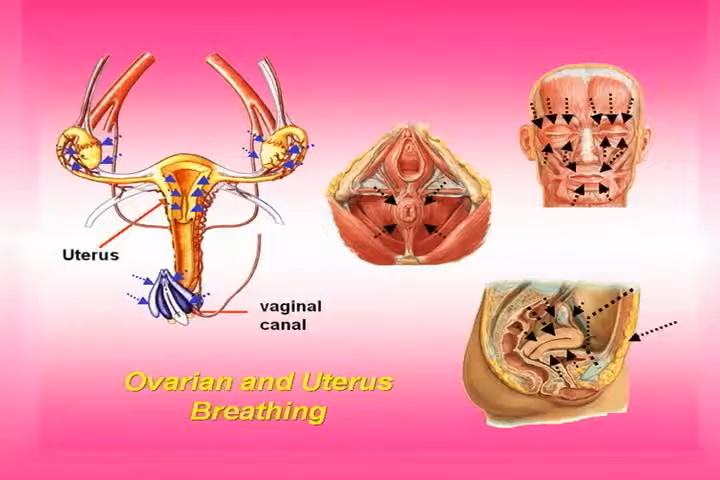 Uterus
vaginal
canal
Ovarian and Uterus
Breathing